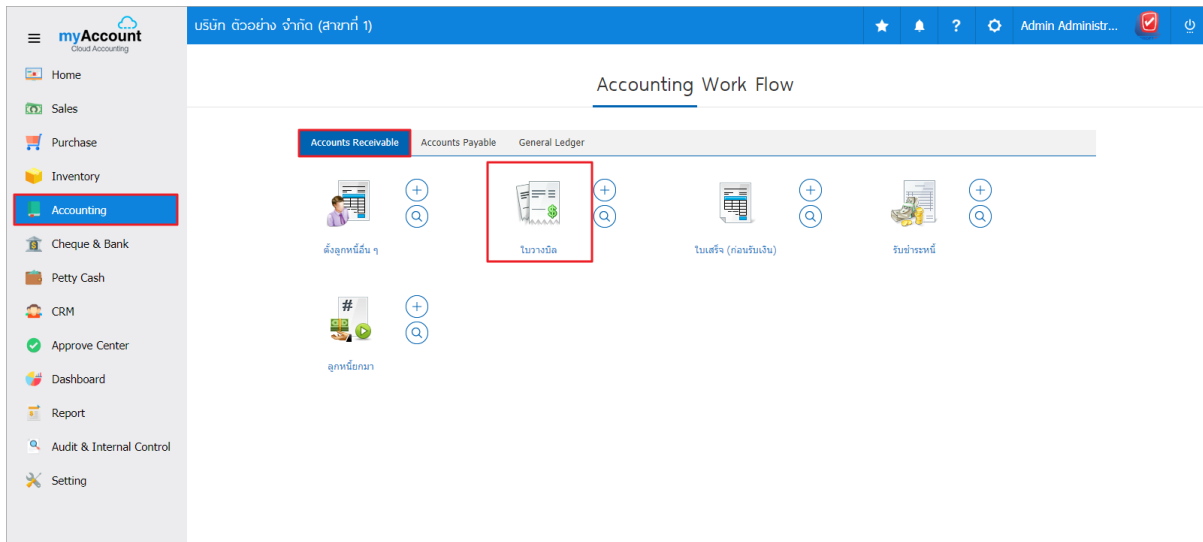 myAccount
Cloud Accounting
บริษัท ตัวอย่าง จำกัด (สาขาที่ 1)
?
Admin Administr...
Home
Sales
Purchase
Inventory
Accounting
Cheque & Bank
Petty Cash
CRM
Approve Center
Dashboard
Report
Audit & Internal Control
Setting
Accounting Work Flow
Accounts Receivable Accounts Payable General Ledger
ตั้งลูกหนี้อื่น ๆ ใบวางบิล ใบเสร็จ (ก่อนรับเงิน) รับชำระหนี้
#
ลูกหนี้ยกมา